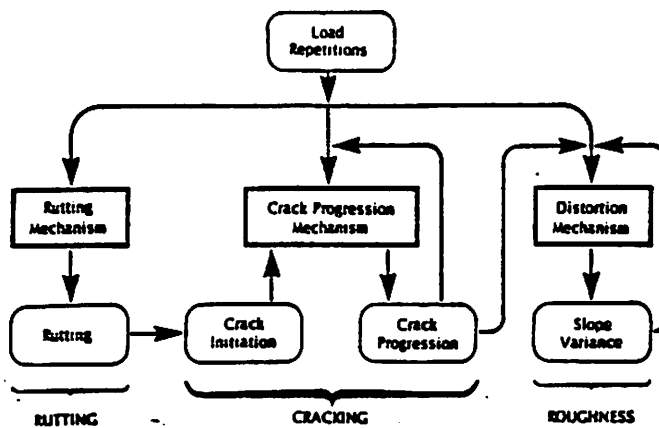 Load
Repetitions
Rutting
Mechanism
Crack Progression
Mechanism
Distortion
Mechanism
Rutting
Crack
Initiation
Crack
Progression
Slope
Variance
RUTTING
CRACKING
ROUGHNESS